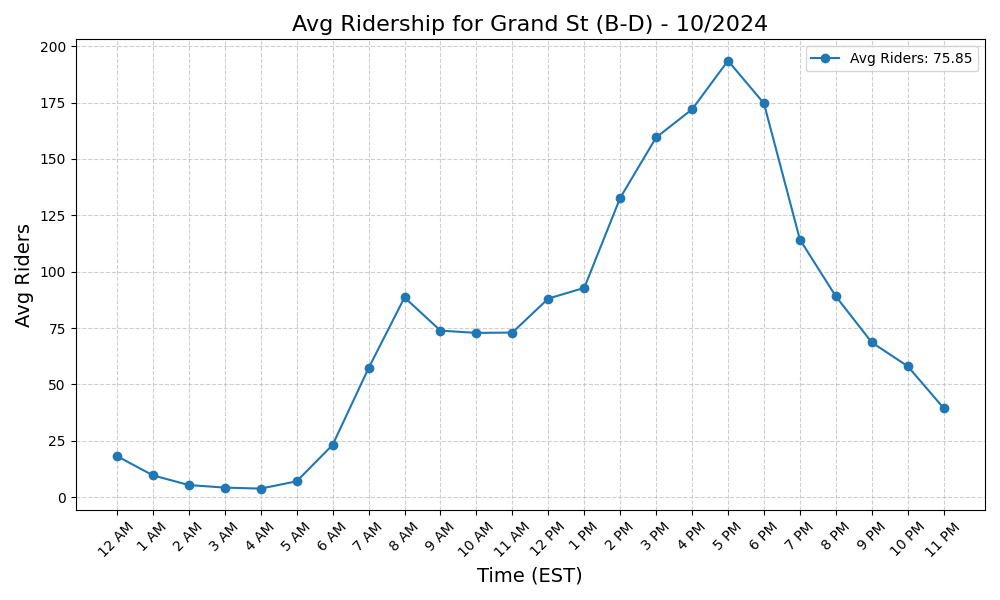 Avg Ridership for Grand St (B-D) - 10/2024
Avg Riders: 75.85
Avg Riders
200
175
150
125
100
75
50
25
0
12 AM
1 AM
2 AM
3 AM
4 AM
5 AM
6 AM
7 AM
8 AM
9 AM
10 AM
11 AM
12 PM
1 PM
2 PM
3 PM
4 PM
5 PM
6 PM
7 PM
8 PM
9 PM
10 PM
11 PM
Time (EST)